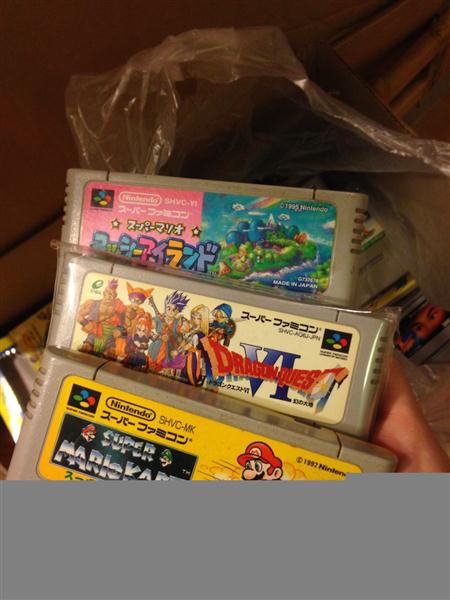 Nintendo SHVC-YI
スーパーファミコン
© 1995 Nintendo
スーパーマリオ
ヨッシーアイランド
MADE IN JAPAN
スーパーファミコン
SHVC-AQ6J-JPN
DRAGON QUEST
VI
ドラゴンクエストVI
幻の大地
Nintendo SHVC-MK
スーパーファミコン
© 1992 Nintendo
SUPER
MARIO KART